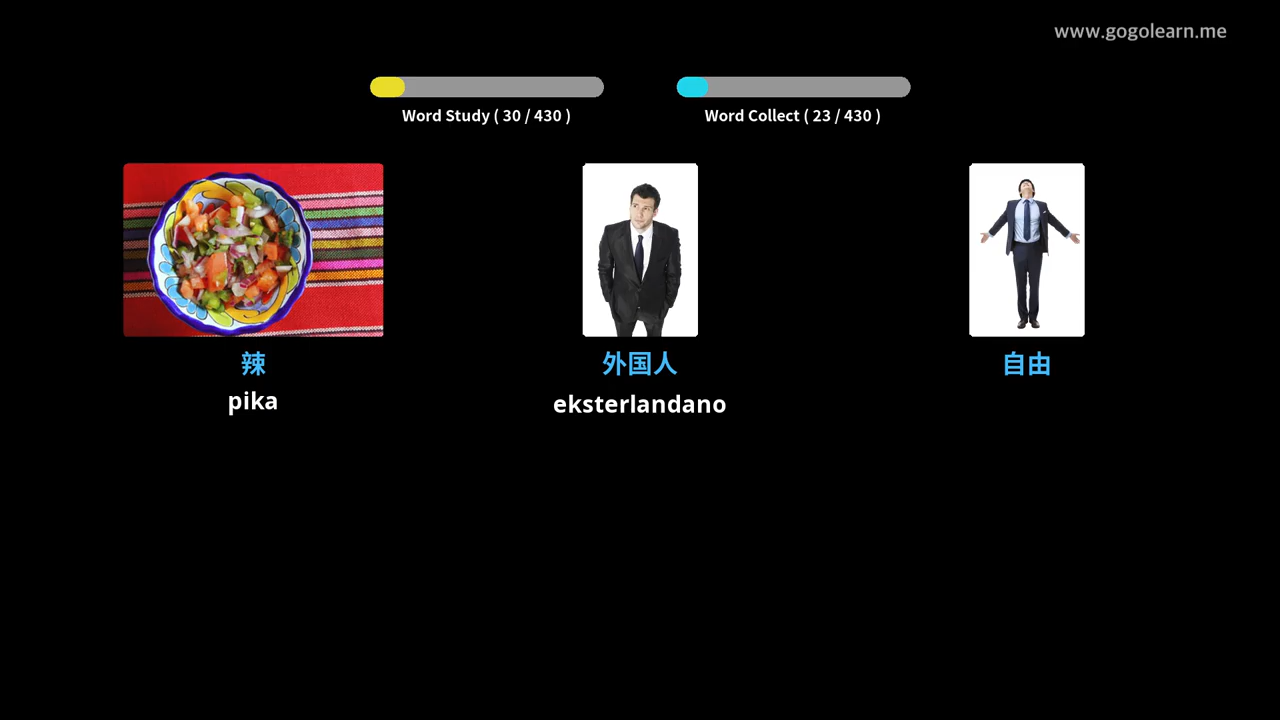 www.gogolearn.me
Word Study ( 30 / 430 )
Word Collect ( 23 / 430 )
辣
pika
外国人
eksterlandano
自由